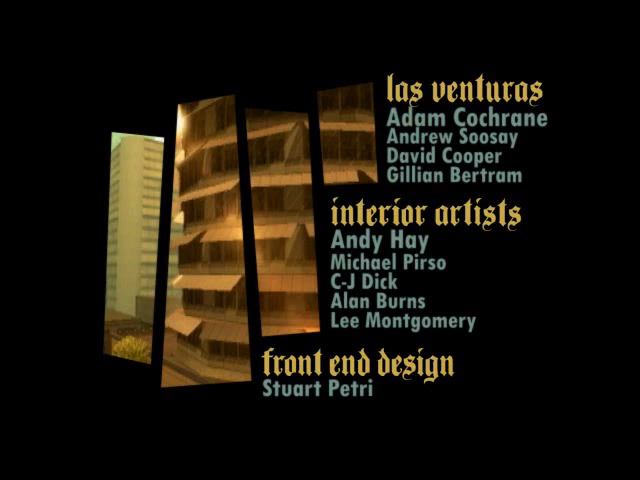 las venturas
Adam Cochrane
Andrew Soosay
David Cooper
Gillian Bertram
interior artists
Andy Hay
Michael Pirso
C-J Dick
Alan Burns
Lee Montgomery
front end design
Stuart Petri